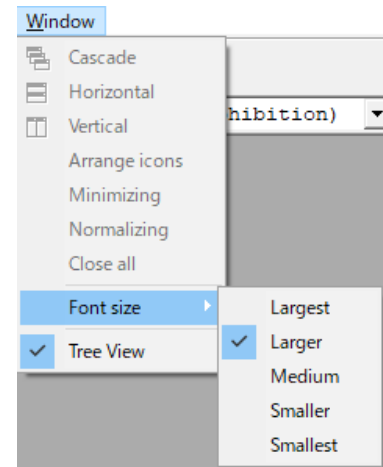 Window
Cascade
Horizontal
hibition)
Vertical
Arrange icons
Minimizing
Normalizing
Close all
Font size
Largest
Larger
Tree View
Medium
Smaller
Smallest